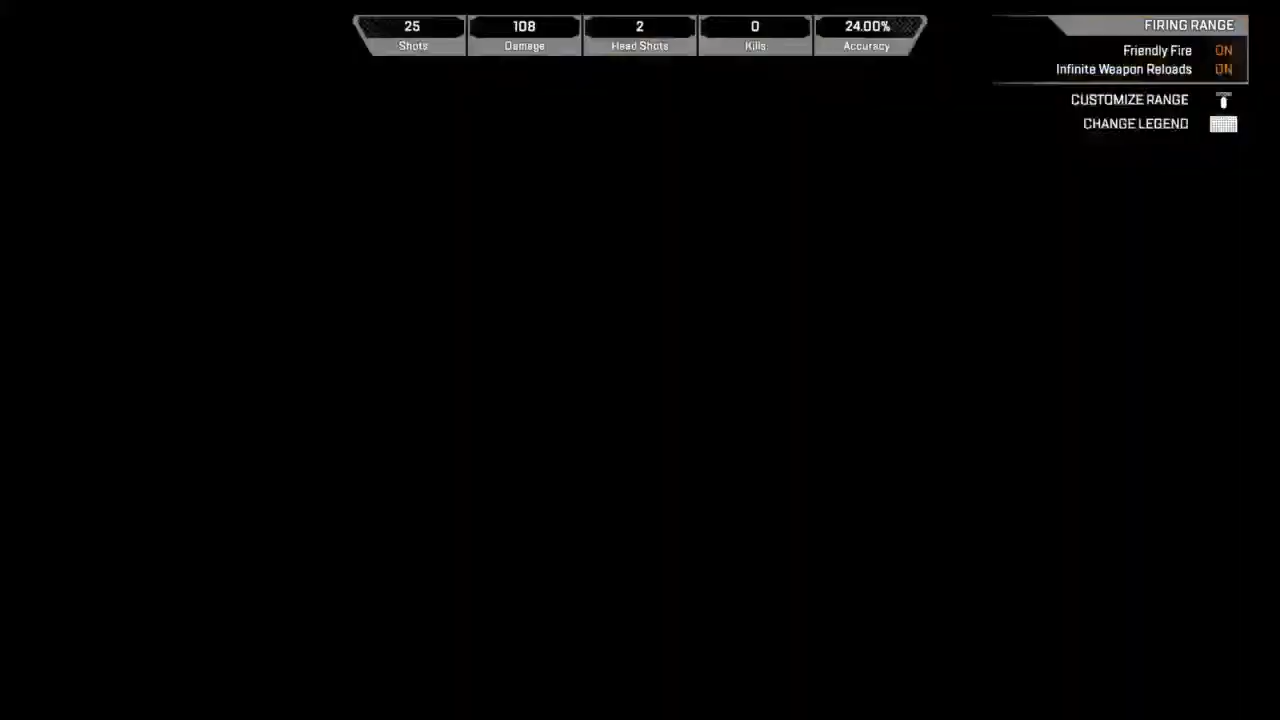 25 108 2 0 24.00%
Shots Damage Head Shots Kills Accuracy
FIRING RANGE
Friendly Fire ON
Infinite Weapon Reloads ON
CUSTOMIZE RANGE
CHANGE LEGEND